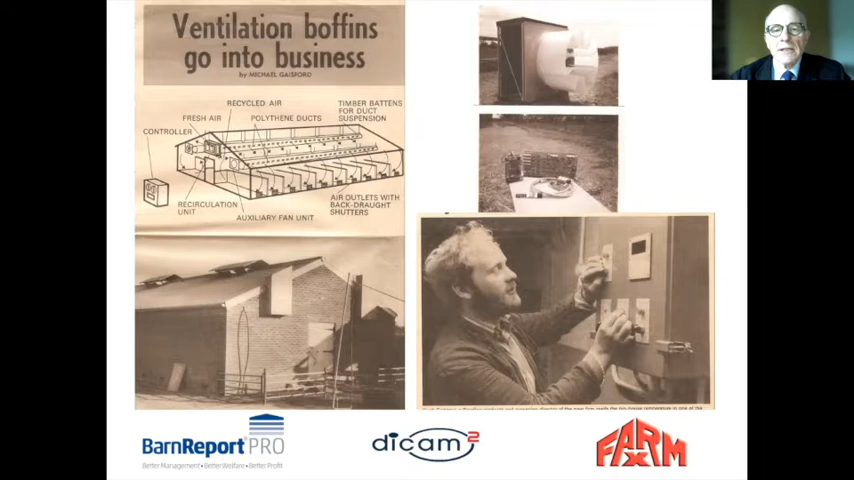 Ventilation boffins
go into business
by MICHAEL GAISFORD
RECYCLED AIR
FRESH AIR
POLYTHENE DUCTS
TIMBER BATTENS
FOR DUCT
SUSPENSION
CONTROLLER
RECIRCULATION
UNIT
AUXILIARY FAN UNIT
AIR OUTLETS WITH
BACK-DRAUGHT
SHUTTERS
BarnReport PRO
Better Management • Better Welfare • Better Profit
dicam2
FARM
EX